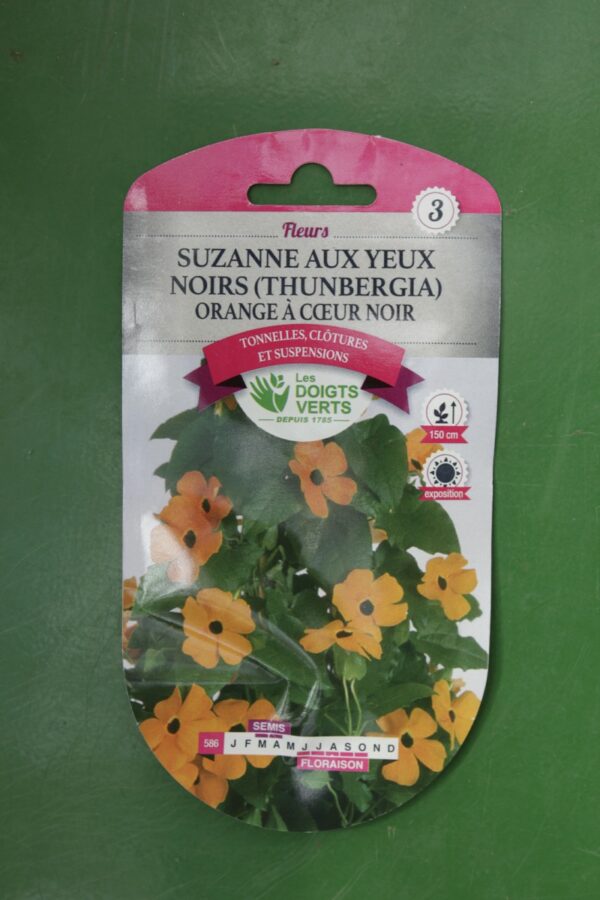 3
Fleurs
SUZANNE AUX YEUX
NOIRS (THUNBERGIA)
ORANGE À CŒUR NOIR
TONNELLES, CLÔTURES
ET SUSPENSIONS
Les
DOIGTS
VERTS
DEPUIS 1785
150 cm
exposition
SEMIS
586 J F M A M J J A S O N D
FLORAISON